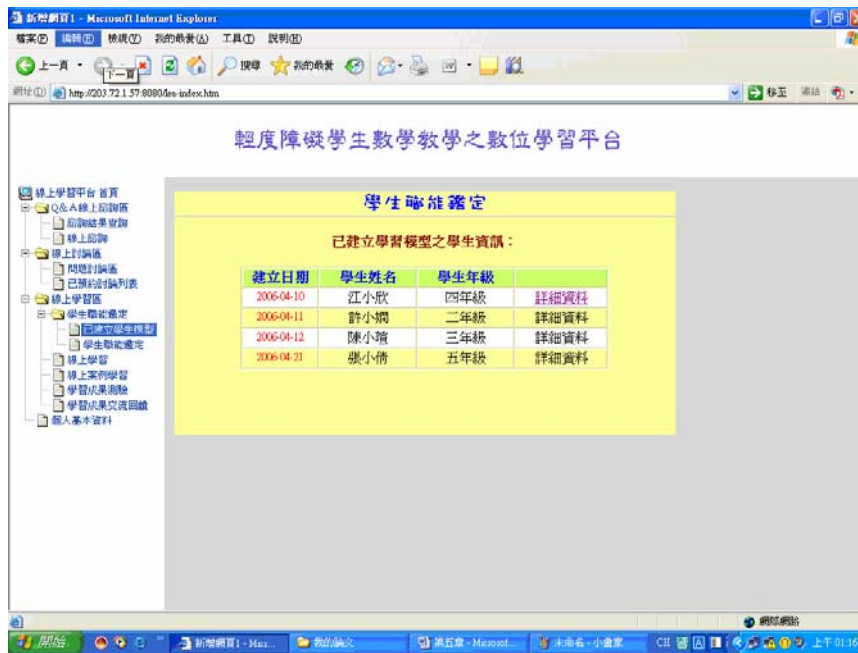 新增網頁1 - Microsoft Internet Explorer
檔案(F) 編輯(E) 檢視(V) 我的最愛(A) 工具(T) 說明(H)
上一頁 搜尋 我的最愛
下一頁
網址(D) http://203.72.1.57:8080/lea-index.htm 移至 連結
輕度障礙學生數學教學之數位學習平台
線上學習平台 首頁
Q&A線上諮詢區
諮詢結果查詢
線上諮詢
線上討論區
問題討論區
已預約討論列表
線上學習區
學生職能鑑定
已建立學生模型
學生職能鑑定
線上學習
線上案例學習
學習成果測驗
學習成果交流回饋
個人基本資料
學生職能鑑定
已建立學習模型之學生資訊：
建立日期 學生姓名 學生年級
2006-04-10 江小欣 四年級 詳細資料
2006-04-11 許小嫻 二年級 詳細資料
2006-04-12 陳小瑄 三年級 詳細資料
2006-04-21 張小倩 五年級 詳細資料
網際網路
開始 新增網頁1 - Micr... 我的論文 第五章 - Microsof... 未命名 - 小畫家 CH 上午 01:16